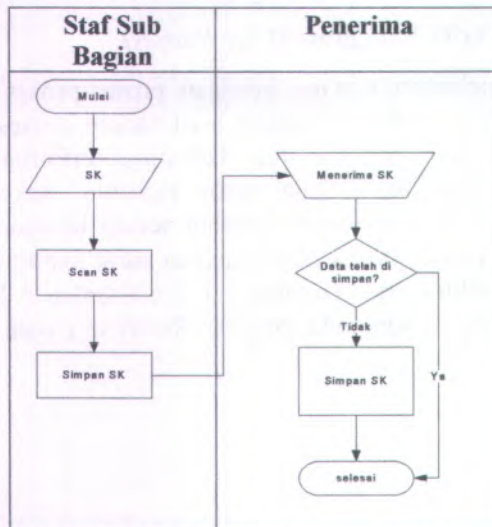 Staf Sub
Bagian
Penerima
Mulai
SK
Scan SK
Simpan SK
Menerima SK
Data telah di
simpan?
Tidak
Ya
Simpan SK
selesai